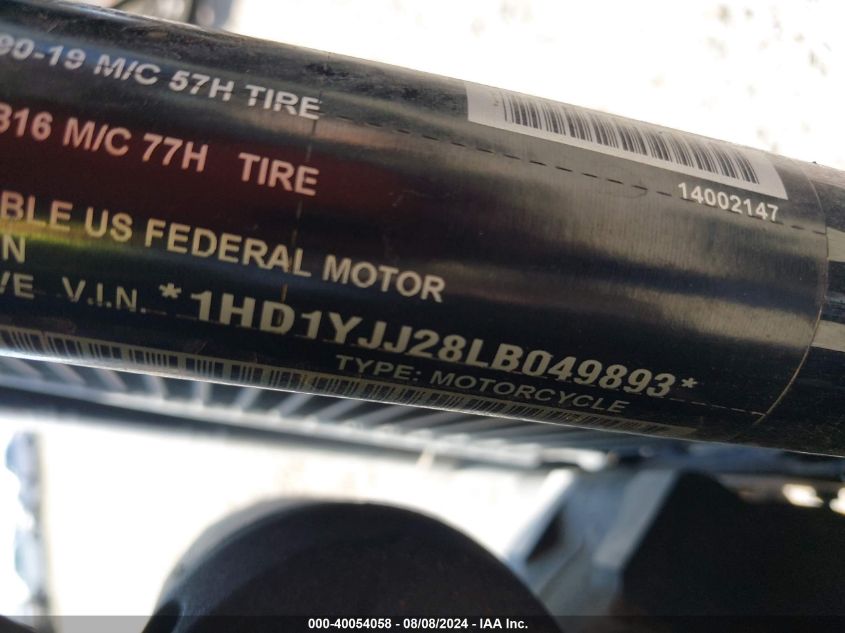 90-19 M/C 57H TIRE
B16 M/C 77H TIRE
14002147
BLE US FEDERAL MOTOR
N
VE V.I.N. *1HD1YJJ28LB049893*
TYPE: MOTORCYCLE
000-40054058 - 08/08/2024 - IAA Inc.